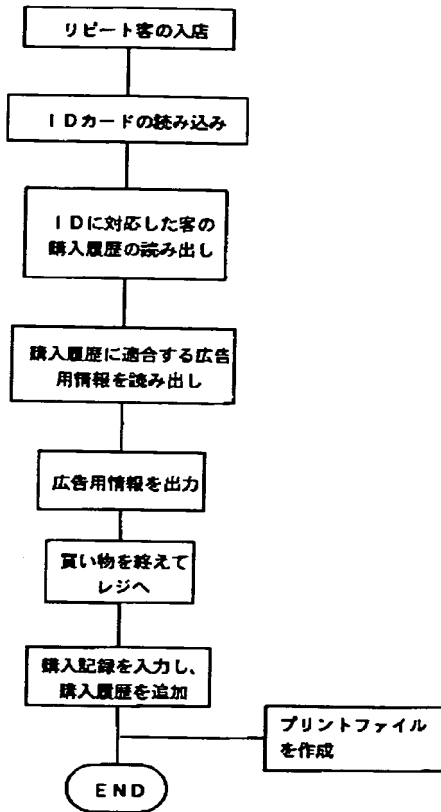 リピート客の入店
IDカードの読み込み
IDに対応した客の
購入履歴の読み出し
購入履歴に適合する広告
用情報を読み出し
広告用情報を出力
買い物を終えて
レジへ
購入記録を入力し、
購入履歴を追加
プリントファイル
を作成
END